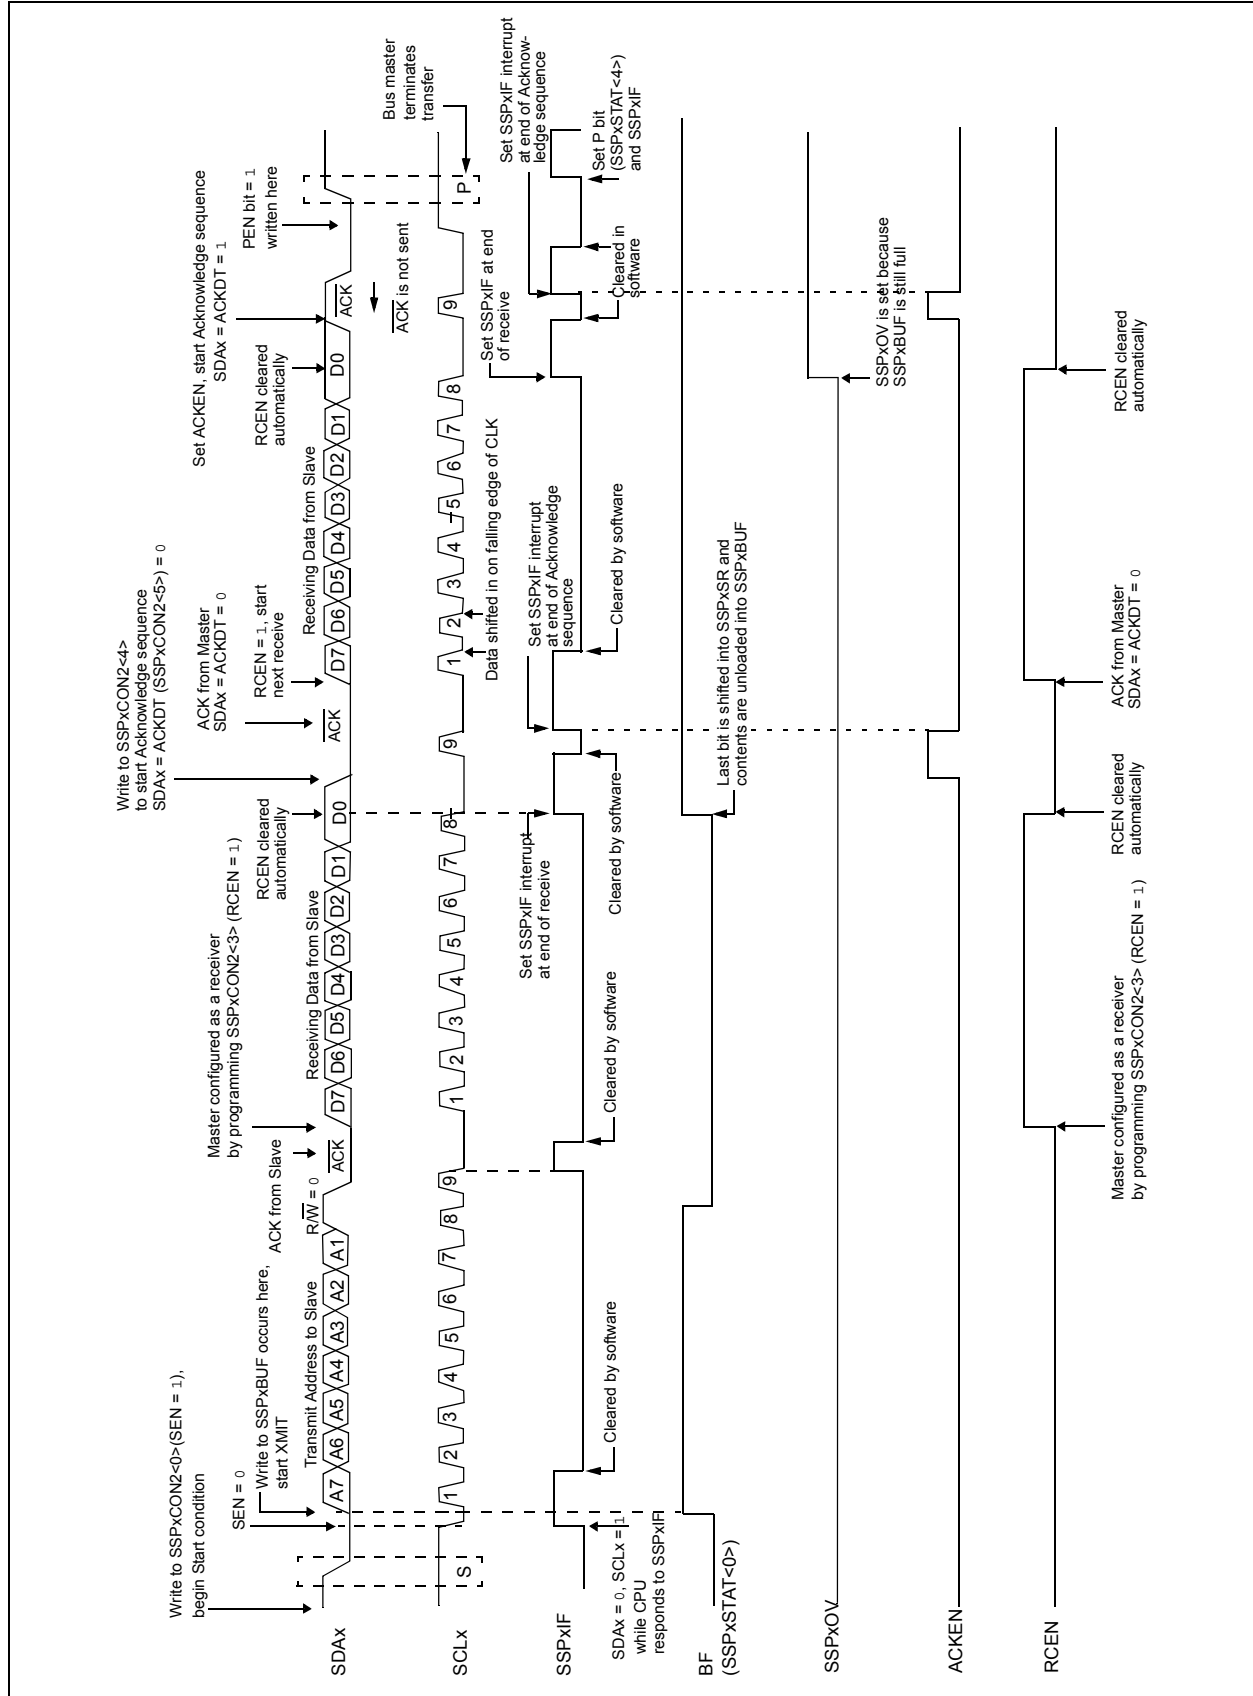 Write to SSPxCON2<0>(SEN = 1),
begin Start condition
SEN = 0
Write to SSPxBUF occurs here,
start XMIT
ACK from Slave
Master configured as a receiver
by programming SSPxCON2<3> (RCEN = 1)
RCEN cleared
automatically
Write to SSPxCON2<4>
to start Acknowledge sequence
SDAx = ACKDT (SSPxCON2<5>) = 0
ACK from Master
SDAx = ACKDT = 0
RCEN = 1, start
next receive
RCEN cleared
automatically
Set ACKEN, start Acknowledge sequence
SDAx = ACKDT = 1
PEN bit = 1
written here
Transmit Address to Slave
R/W = 0
Receiving Data from Slave
Receiving Data from Slave
SDAx
A7 A6 A5 A4 A3 A2 A1
ACK
D7 D6 D5 D4 D3 D2 D1 D0
ACK
D7 D6 D5 D4 D3 D2 D1 D0
ACK
ACK is not sent
Bus master
terminates
transfer
SCLx
S
1 2 3 4 5 6 7 8 9
1 2 3 4 5 6 7 8 9
1 2 3 4 5 6 7 8 9
P
Data shifted in on falling edge of CLK
Set SSPxIF interrupt
at end of receive
Set SSPxIF interrupt
at end of Acknowledge
sequence
Set SSPxIF at end
of receive
Set SSPxIF interrupt
at end of Acknow-
ledge sequence
SSPxIF
SDAx = 0, SCLx = 1
while CPU
responds to SSPxIF
Cleared by software
Cleared by software
Cleared by software
Cleared by software
Cleared in
software
Set P bit
(SSPxSTAT<4>)
and SSPxIF
BF
(SSPxSTAT<0>)
Last bit is shifted into SSPxSR and
contents are unloaded into SSPxBUF
SSPxOV
SSPxOV is set because
SSPxBUF is still full
ACKEN
RCEN
Master configured as a receiver
by programming SSPxCON2<3> (RCEN = 1)
RCEN cleared
automatically
ACK from Master
SDAx = ACKDT = 0
RCEN cleared
automatically